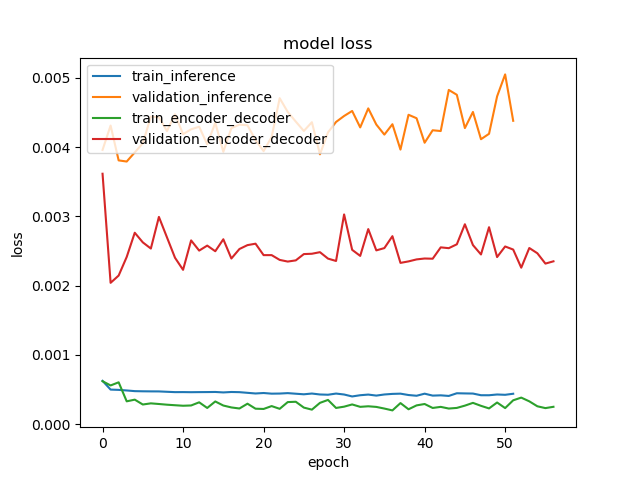 model loss
train_inference
validation_inference
train_encoder_decoder
validation_encoder_decoder
0.005
0.004
0.003
0.002
0.001
0.000
loss
0 10 20 30 40 50
epoch